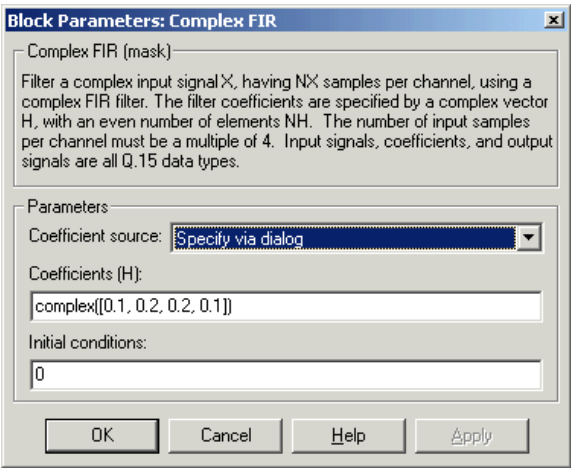 Block Parameters: Complex FIR
Complex FIR (mask)
Filter a complex input signal X, having NX samples per channel, using a
complex FIR filter. The filter coefficients are specified by a complex vector
H, with an even number of elements NH.  The number of input samples
per channel must be a multiple of 4.  Input signals, coefficients, and output
signals are all Q.15 data types.
Parameters
Coefficient source: Specify via dialog
Coefficients (H):
complex([0.1, 0.2, 0.2, 0.1])
Initial conditions:
0
OK Cancel Help Apply